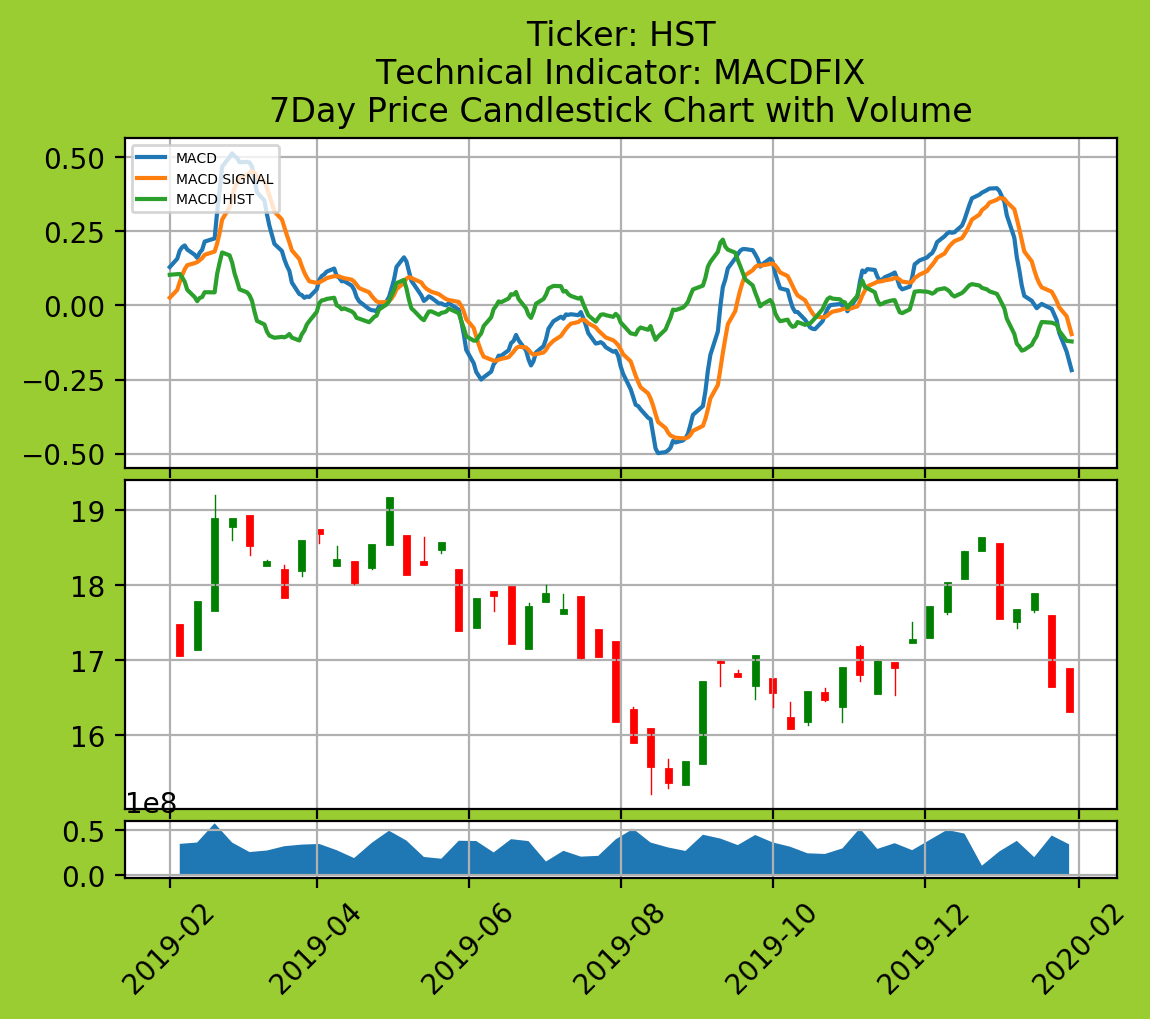 Ticker: HST
Technical Indicator: MACDFIX
7Day Price Candlestick Chart with Volume
0.50
0.25
0.00
−0.25
−0.50
MACD
MACD SIGNAL
MACD HIST
19
18
17
16
1e8
0.5
0.0
2019-02
2019-04
2019-06
2019-08
2019-10
2019-12
2020-02